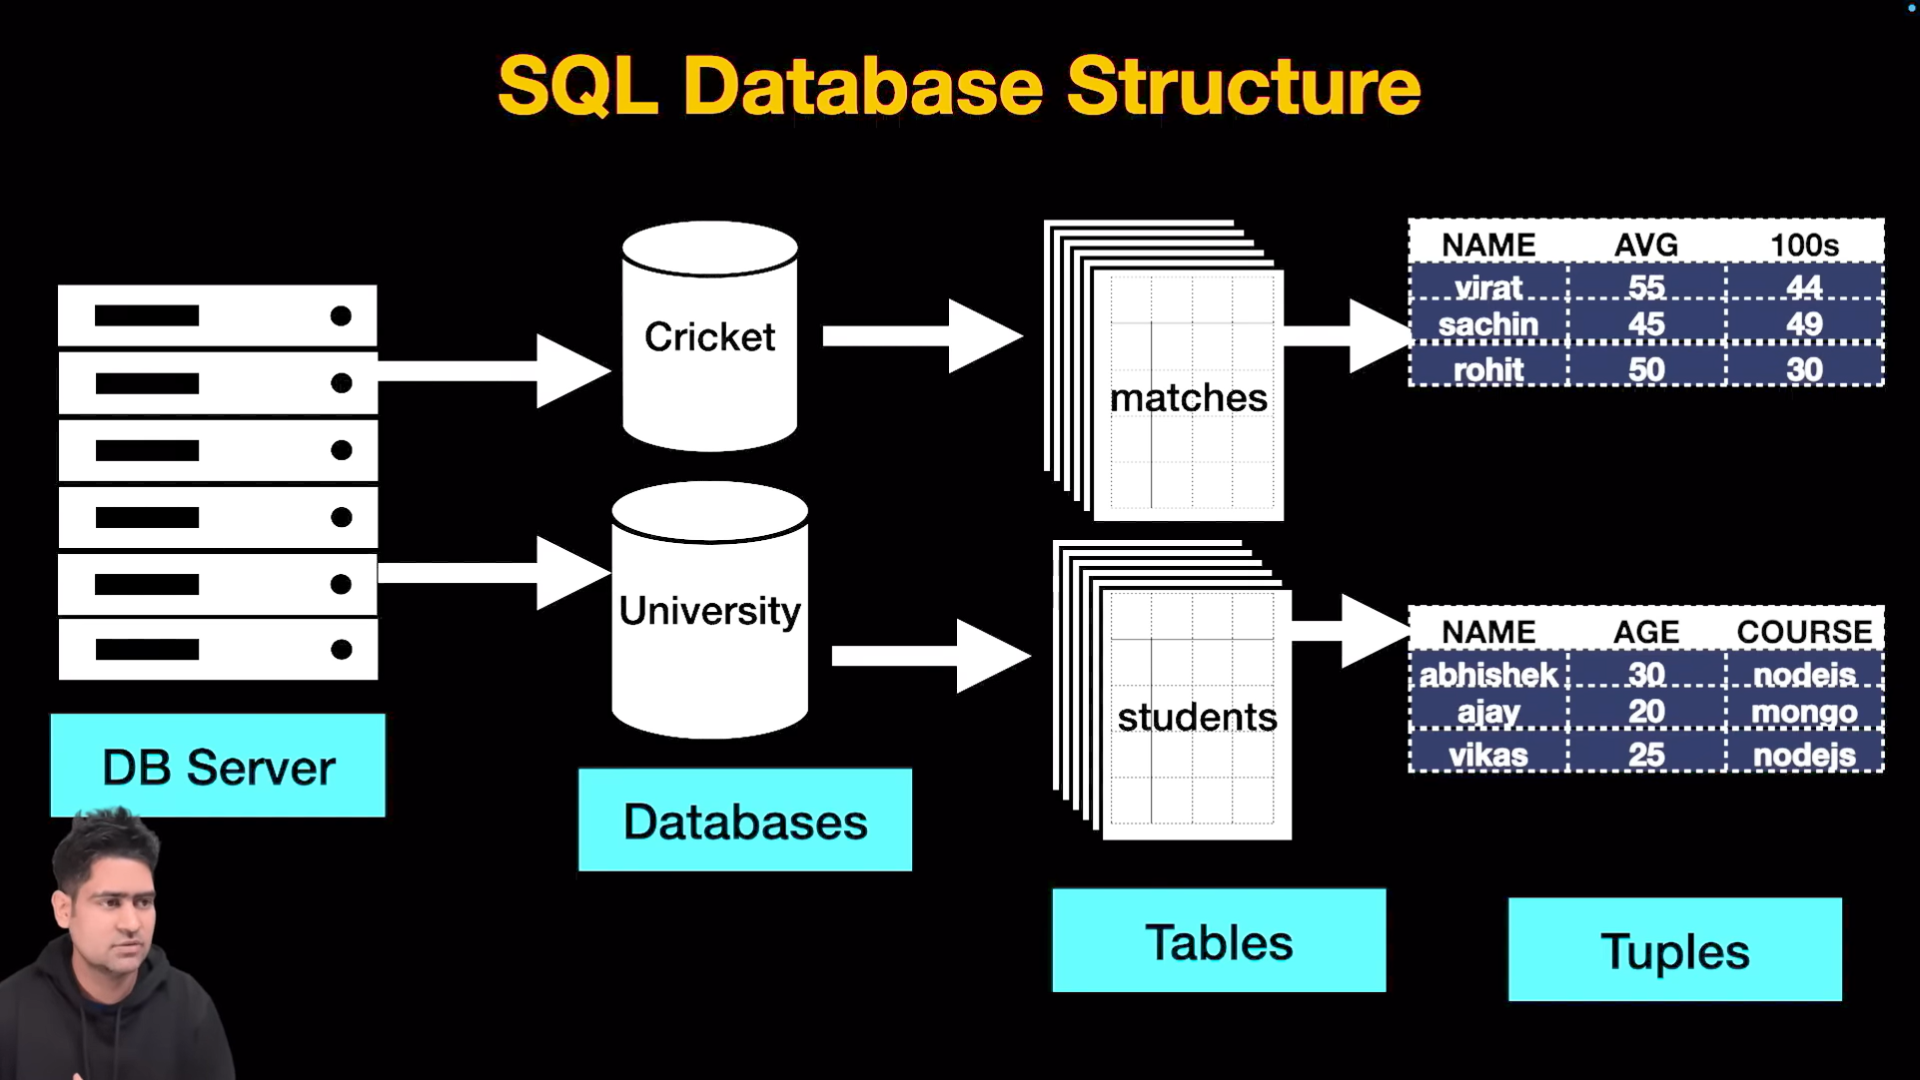 SQL Database Structure
Cricket
University
matches
students
NAME AVG 100s
virat 55 44
sachin 45 49
rohit 50 30
NAME AGE COURSE
abhishek 30 nodejs
ajay 20 mongo
vikas 25 nodejs
DB Server
Databases
Tables
Tuples